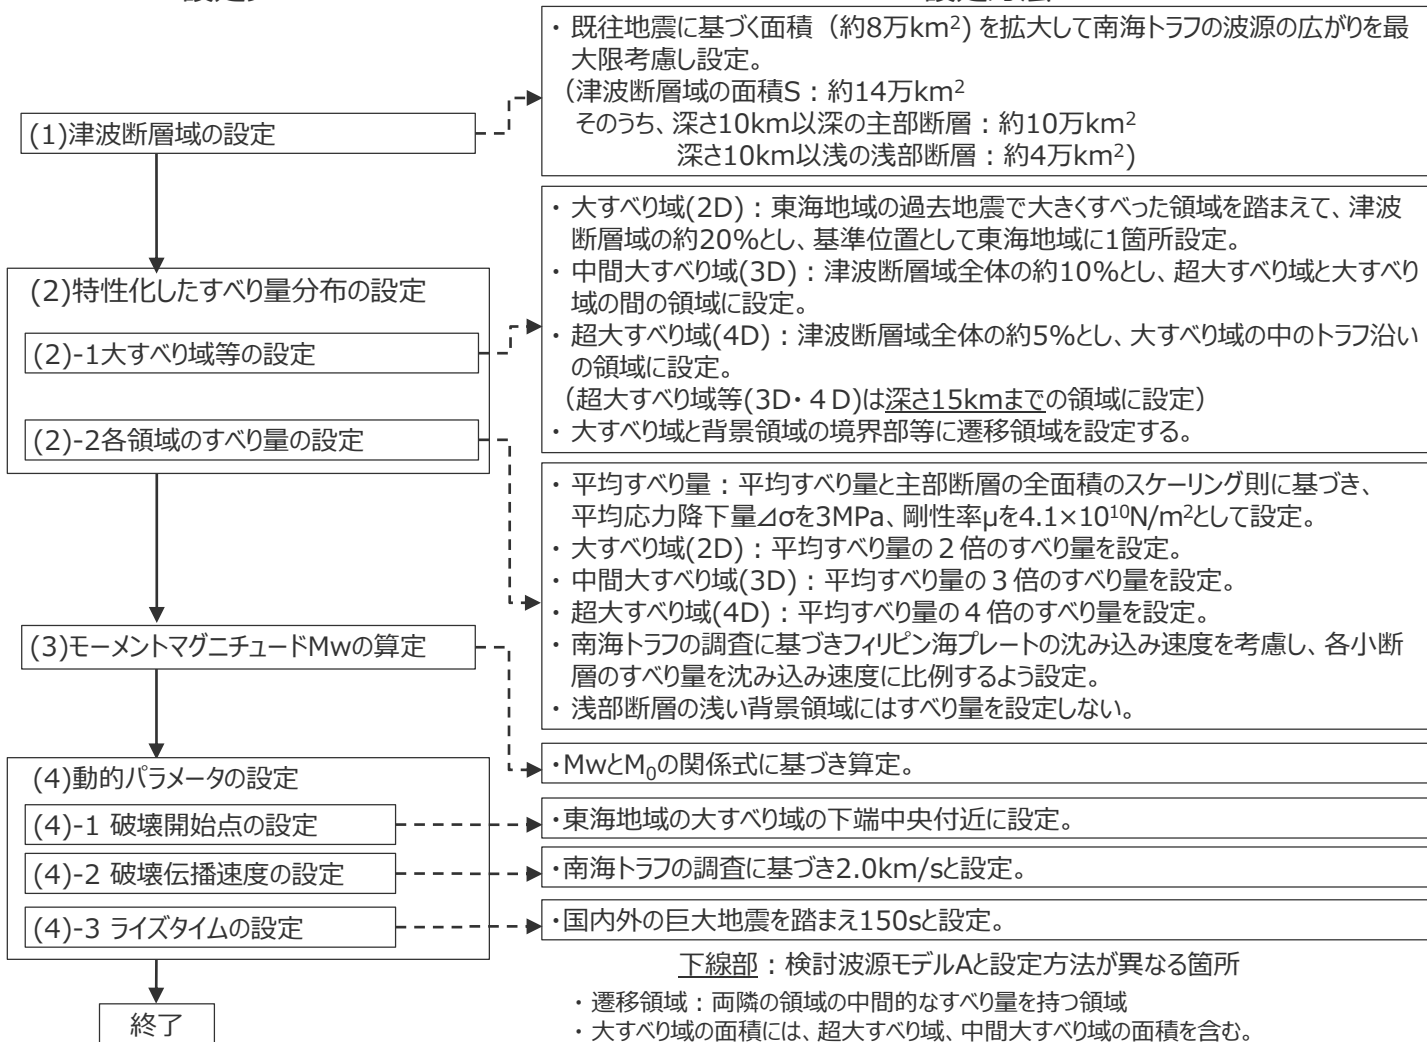 (1)津波断層域の設定
・既往地震に基づく面積（約8万km²) を拡大して南海トラフの波源の広がりを最
大限考慮し設定。
（津波断層域の面積S：約14万km²
そのうち、深さ10km以深の主部断層：約10万km²
深さ10km以浅の浅部断層：約4万km²)
(2)特性化したすべり量分布の設定
(2)-1大すべり域等の設定
・大すべり域(2D)：東海地域の過去地震で大きくすべった領域を踏まえて、津波
断層域の約20%とし、基準位置として東海地域に1箇所設定。
・中間大すべり域(3D)：津波断層域全体の約10%とし、超大すべり域と大すべり
域の間の領域に設定。
・超大すべり域(4D)：津波断層域全体の約5%とし、大すべり域の中のトラフ沿い
の領域に設定。
（超大すべり域等(3D・４D)は深さ15kmまでの領域に設定）
・大すべり域と背景領域の境界部等に遷移領域を設定する。
(2)-2各領域のすべり量の設定
・平均すべり量：平均すべり量と主部断層の全面積のスケーリング則に基づき、
平均応力降下量⊿σを3MPa、剛性率μを4.1×10¹⁰N/m²として設定。
・大すべり域(2D)：平均すべり量の２倍のすべり量を設定。
・中間大すべり域(3D)：平均すべり量の３倍のすべり量を設定。
・超大すべり域(4D)：平均すべり量の４倍のすべり量を設定。
・南海トラフの調査に基づきフィリピン海プレートの沈み込み速度を考慮し、各小断
層のすべり量を沈み込み速度に比例するよう設定。
・浅部断層の浅い背景領域にはすべり量を設定しない。
(3)モーメントマグニチュードMwの算定
・MwとM₀の関係式に基づき算定。
(4)動的パラメータの設定
(4)-1 破壊開始点の設定
・東海地域の大すべり域の下端中央付近に設定。
(4)-2 破壊伝播速度の設定
・南海トラフの調査に基づき2.0km/sと設定。
(4)-3 ライズタイムの設定
・国内外の巨大地震を踏まえ150sと設定。
終了
下線部：検討波源モデルAと設定方法が異なる箇所
・遷移領域：両隣の領域の中間的なすべり量を持つ領域
・大すべり域の面積には、超大すべり域、中間大すべり域の面積を含む。